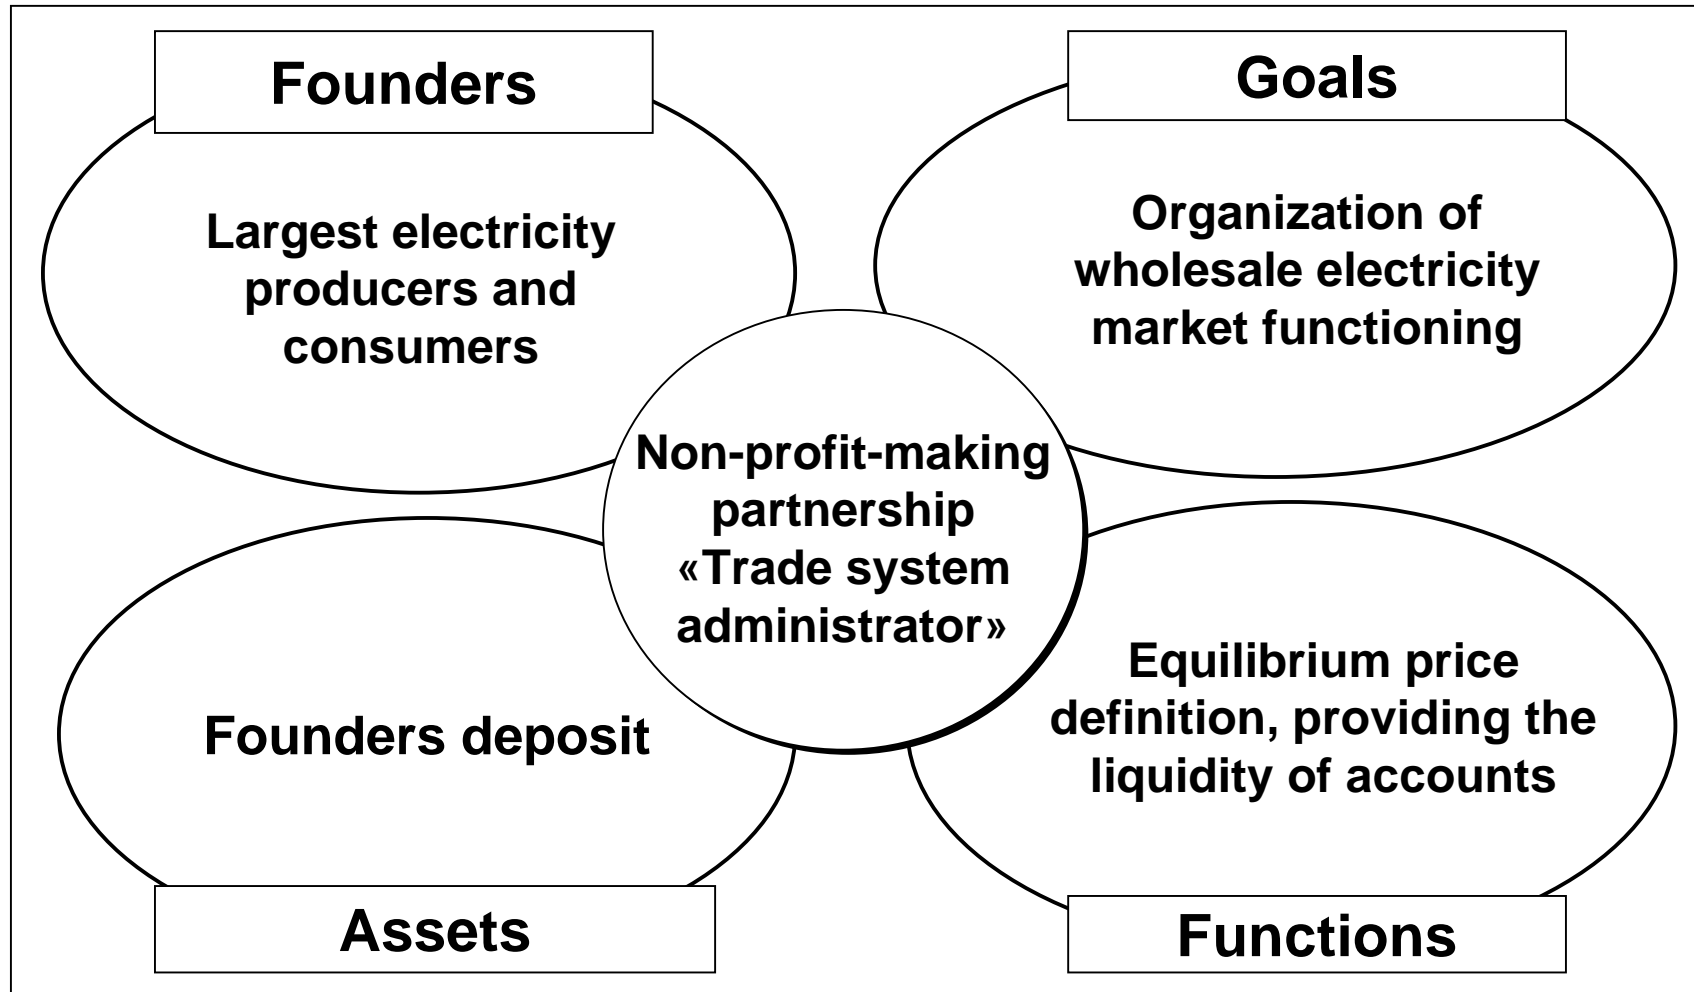 Founders
Largest electricity
producers and
consumers
Goals
Organization of
wholesale electricity
market functioning
Non-profit-making
partnership
«Trade system
administrator»
Founders deposit
Assets
Equilibrium price
definition, providing the
liquidity of accounts
Functions